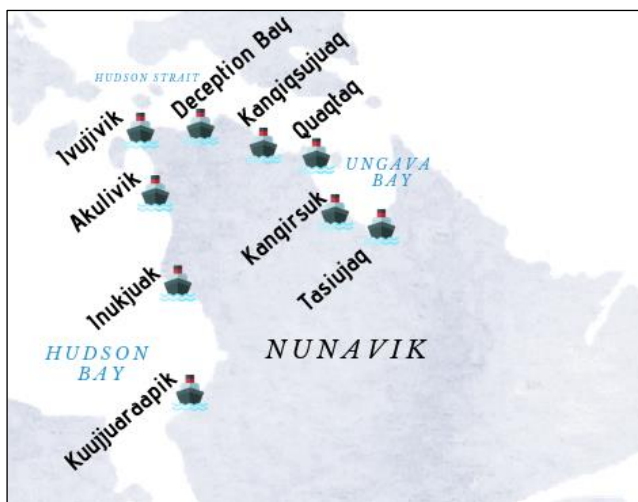 HUDSON STRAIT
Deception Bay
Kangiqsujuaq
Quaqtaq
Ivujivik
UNGAVA
BAY
Akulivik
Kangirsuk
Tasiujaq
Inukjuak
NUNAVIK
HUDSON
BAY
Kuujjuaraapik